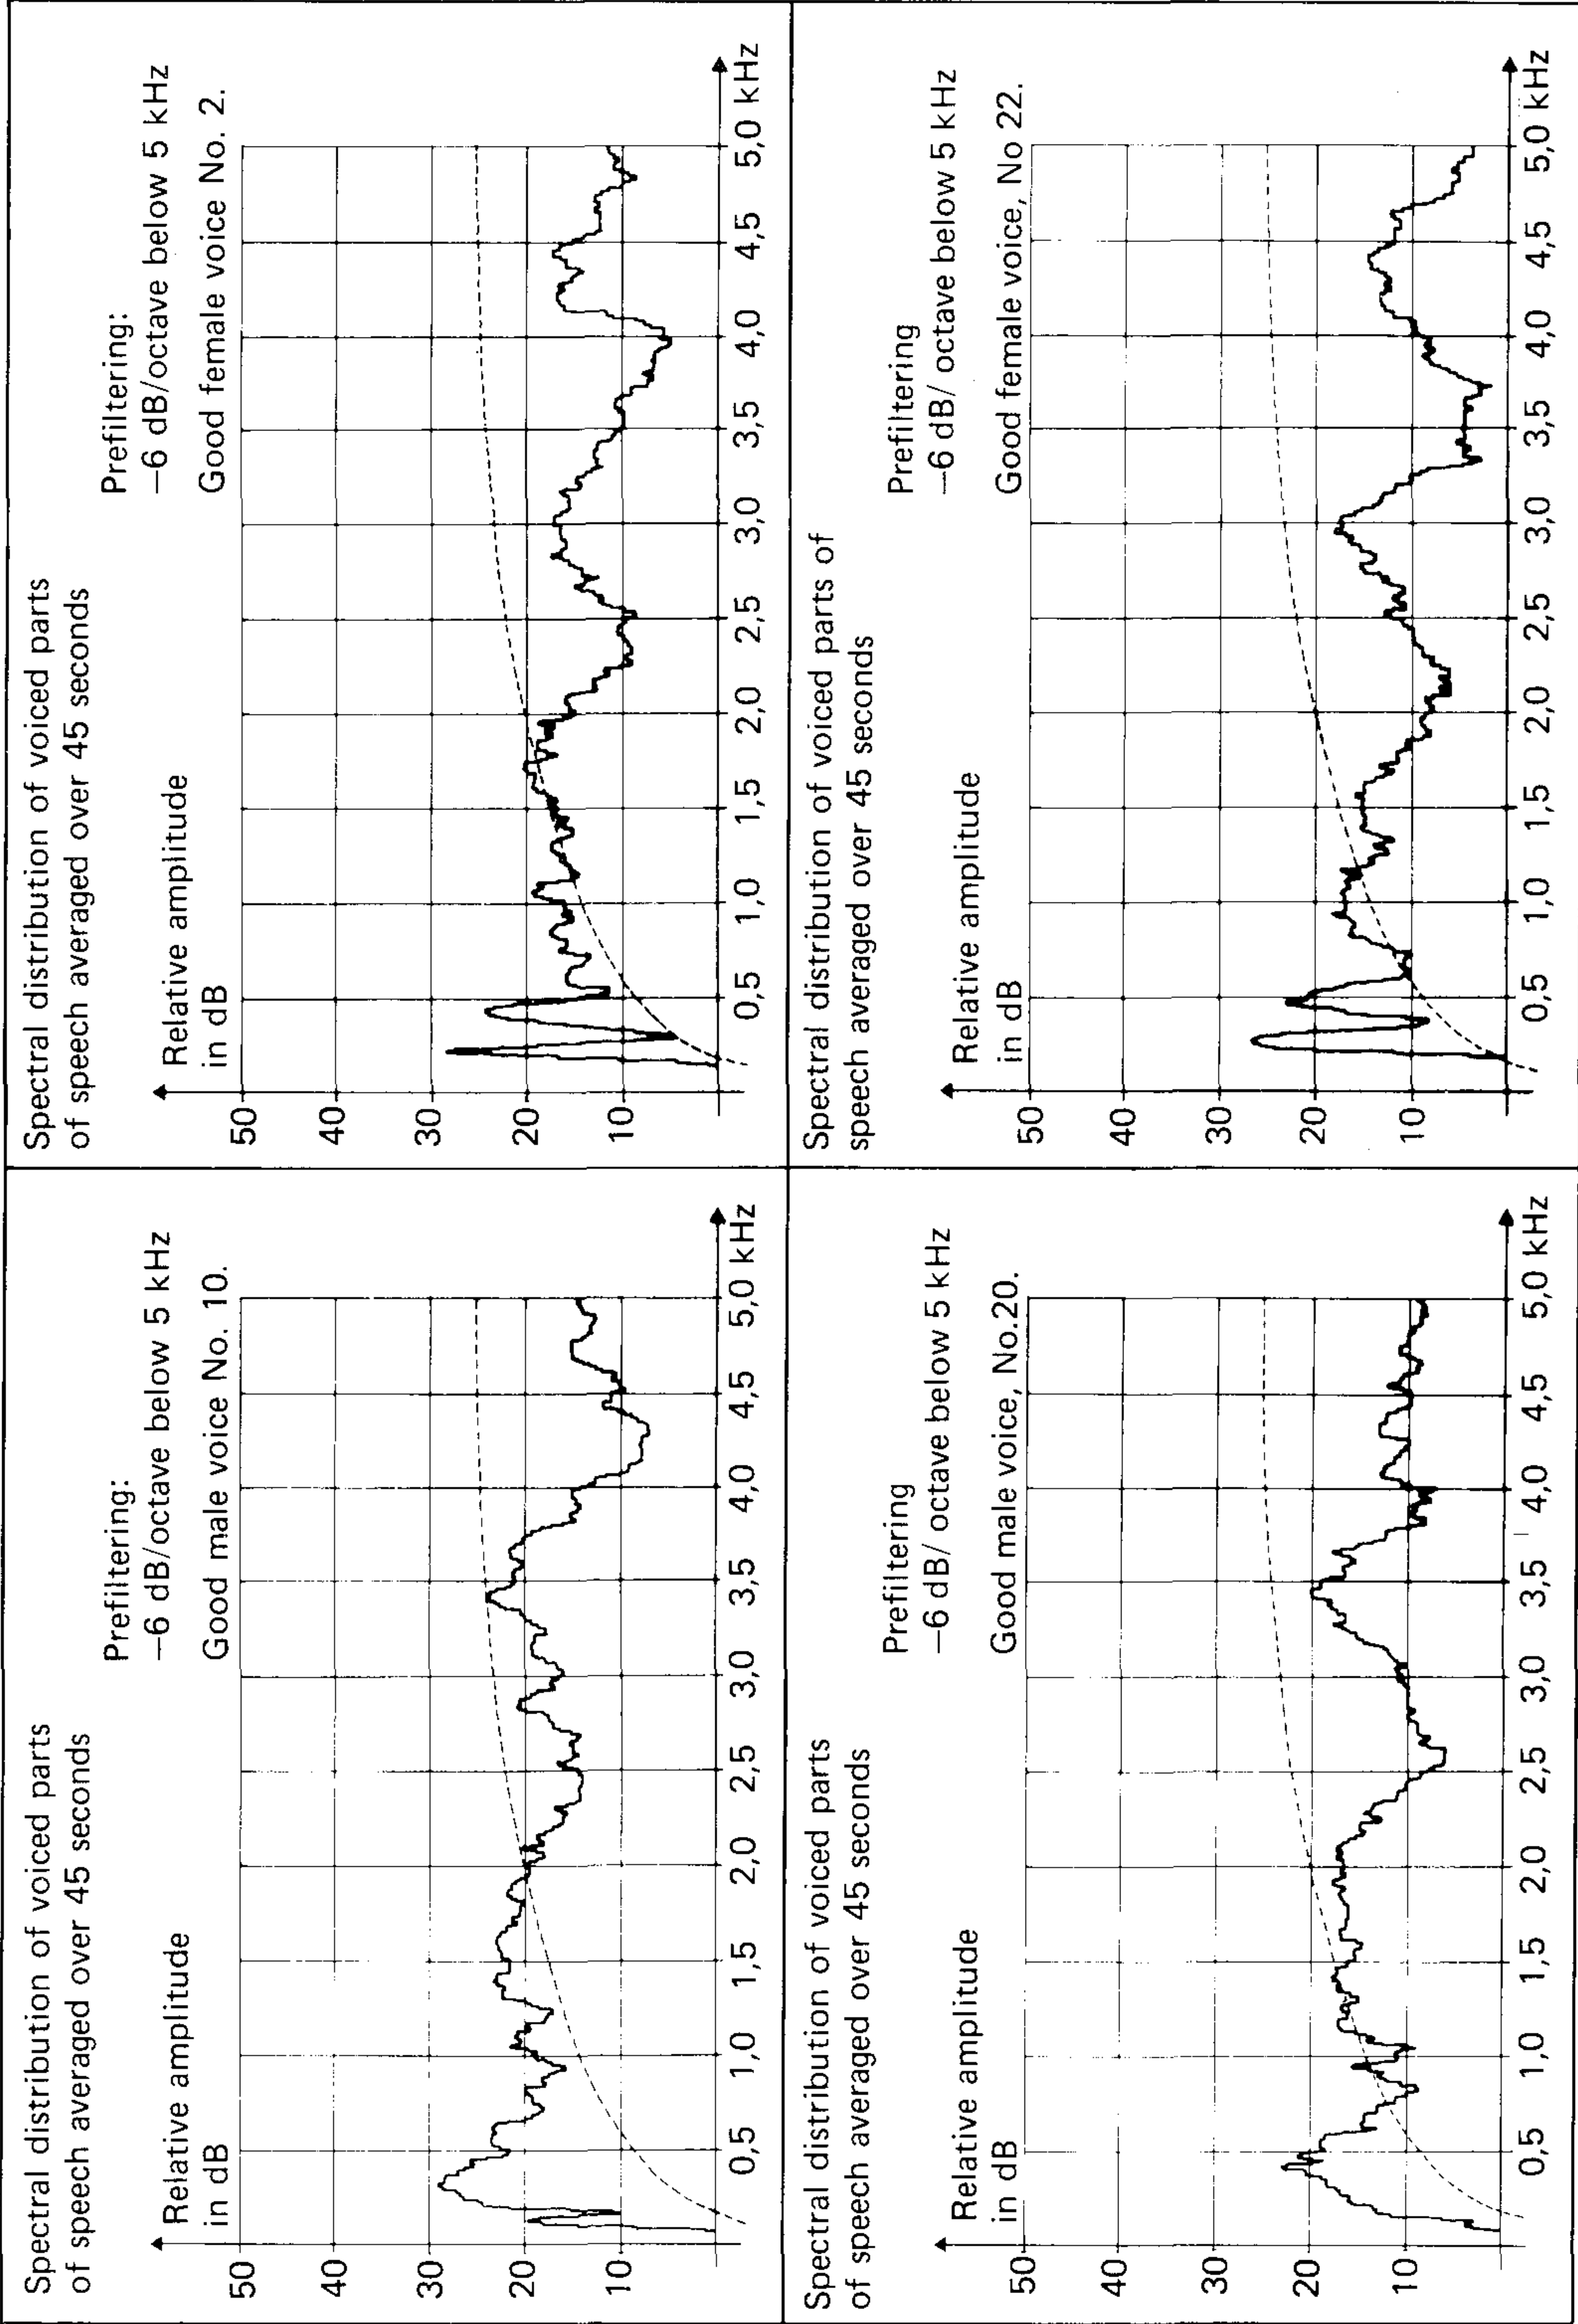 Spectral distribution of voiced parts
of speech averaged over 45 seconds
Prefiltering:
−6 dB/octave below 5 kHz
Good male voice No. 10.
Relative amplitude
in dB
50
40
30
20
10
0,5 1,0 1,5 2,0 2,5 3,0 3,5 4,0 4,5 5,0 kHz
Spectral distribution of voiced parts
of speech averaged over 45 seconds
Prefiltering:
−6 dB/octave below 5 kHz
Good female voice No. 2.
Relative amplitude
in dB
50
40
30
20
10
0,5 1,0 1,5 2,0 2,5 3,0 3,5 4,0 4,5 5,0 kHz
Spectral distribution of voiced parts
of speech averaged over 45 seconds
Prefiltering
−6 dB/ octave below 5 kHz
Good male voice, No.20.
Relative amplitude
in dB
50
40
30
20
10
0,5 1,0 1,5 2,0 2,5 3,0 3,5 4,0 4,5 5,0 kHz
Spectral distribution of voiced parts of
speech averaged over 45 seconds
Prefiltering
−6 dB/ octave below 5 kHz
Good female voice, No 22.
Relative amplitude
in dB
50
40
30
20
10
0,5 1,0 1,5 2,0 2,5 3,0 3,5 4,0 4,5 5,0 kHz